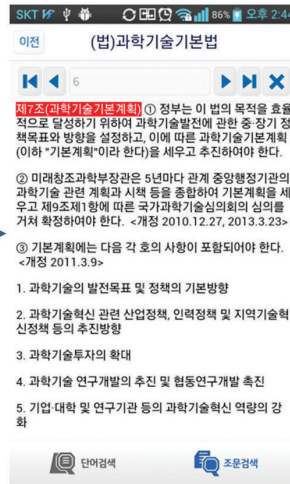 SKT 86% 오후 2:44
이전 (법)과학기술기본법
6
제7조(과학기술기본계획) ① 정부는 이 법의 목적을 효율
적으로 달성하기 위하여 과학기술발전에 관한 중·장기 정
책목표와 방향을 설정하고, 이에 따른 과학기술기본계획
(이하 "기본계획"이라 한다)을 세우고 추진하여야 한다.
② 미래창조과학부장관은 5년마다 관계 중앙행정기관의
과학기술 관련 계획과 시책 등을 종합하여 기본계획을 세
우고 제9조제1항에 따른 국가과학기술심의회의 심의를
거쳐 확정하여야 한다. <개정 2010.12.27, 2013.3.23>
③ 기본계획에는 다음 각 호의 사항이 포함되어야 한다.
<개정 2011.3.9>
1. 과학기술의 발전목표 및 정책의 기본방향
2. 과학기술혁신 관련 산업정책, 인력정책 및 지역기술혁
신정책 등의 추진방향
3. 과학기술투자의 확대
4. 과학기술 연구개발의 추진 및 협동연구개발 촉진
5. 기업·대학 및 연구기관 등의 과학기술혁신 역량의 강
화
단어검색 조문검색